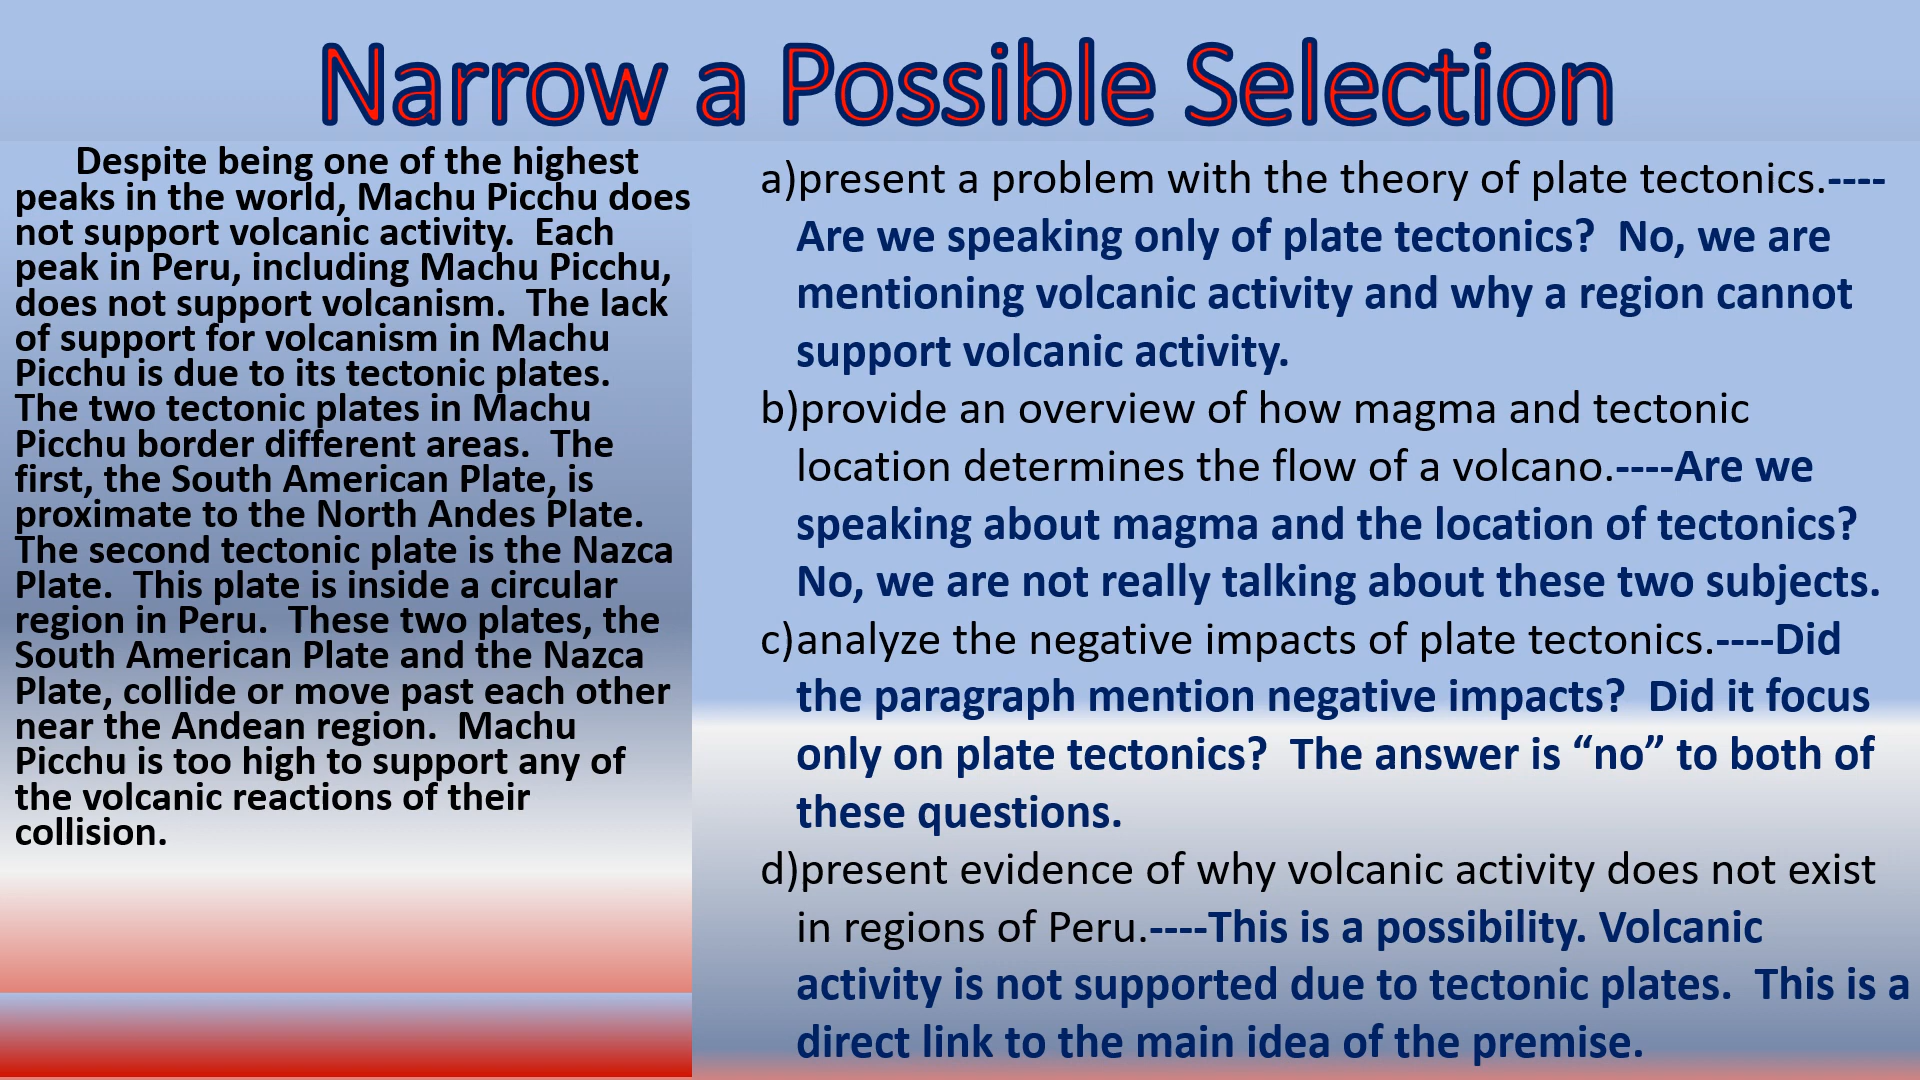 Narrow a Possible Selection
Despite being one of the highest
peaks in the world, Machu Picchu does
not support volcanic activity.  Each
peak in Peru, including Machu Picchu,
does not support volcanism.  The lack
of support for volcanism in Machu
Picchu is due to its tectonic plates.
The two tectonic plates in Machu
Picchu border different areas.  The
first, the South American Plate, is
proximate to the North Andes Plate.
The second tectonic plate is the Nazca
Plate.  This plate is inside a circular
region in Peru.  These two plates, the
South American Plate and the Nazca
Plate, collide or move past each other
near the Andean region.  Machu
Picchu is too high to support any of
the volcanic reactions of their
collision.
a)present a problem with the theory of plate tectonics.----
Are we speaking only of plate tectonics?  No, we are
mentioning volcanic activity and why a region cannot
support volcanic activity.
b)provide an overview of how magma and tectonic
location determines the flow of a volcano.----Are we
speaking about magma and the location of tectonics?
No, we are not really talking about these two subjects.
c)analyze the negative impacts of plate tectonics.----Did
the paragraph mention negative impacts?  Did it focus
only on plate tectonics?  The answer is “no” to both of
these questions.
d)present evidence of why volcanic activity does not exist
in regions of Peru.----This is a possibility. Volcanic
activity is not supported due to tectonic plates.  This is a
direct link to the main idea of the premise.